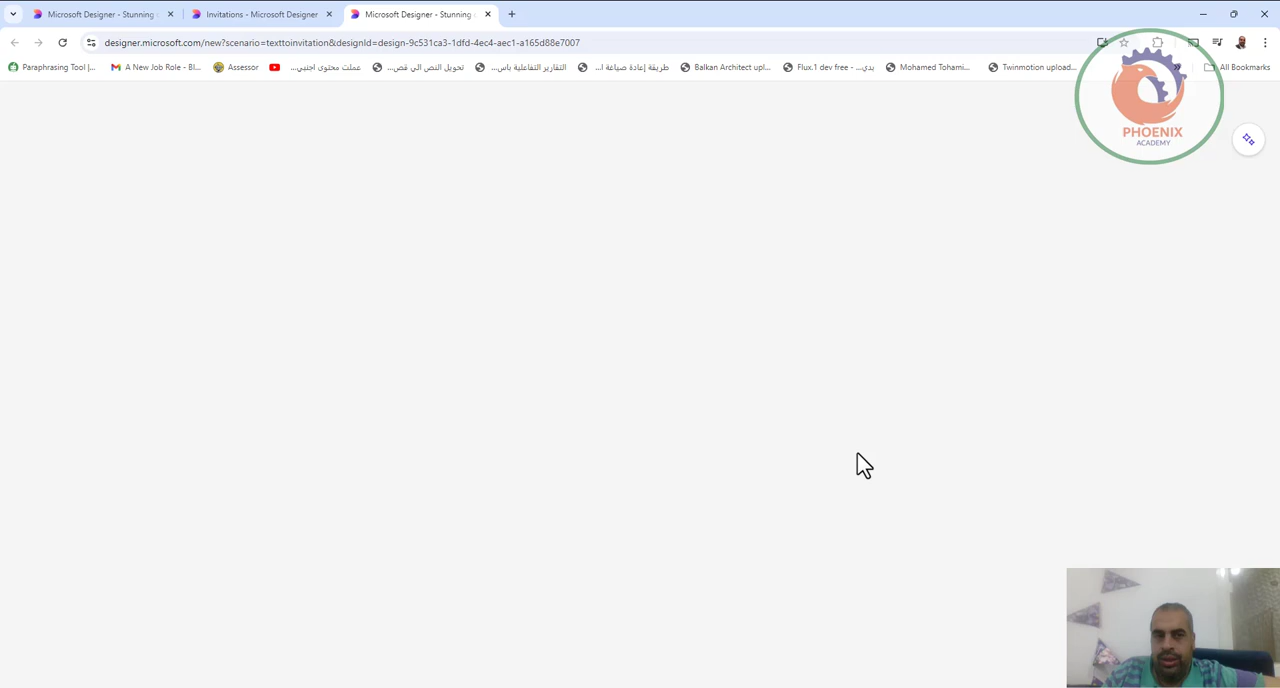 Microsoft Designer - Stunning
Invitations - Microsoft Designer
Microsoft Designer - Stunning
designer.microsoft.com/new?scenario=texttoinvitation&designId=design-9c531ca3-1dfd-4ec4-aec1-a165d88e7007
Paraphrasing Tool |...
A New Job Role - Bl...
Assessor
عملت محتوى اجنبي...
تحويل النص الي قص...
التقارير التفاعلية باس...
طريقة إعادة صياغة ا...
Balkan Architect upl...
Flux.1 dev free - بدي...
Mohamed Tohami...
Twinmotion upload...
All Bookmarks
PHOENIX
ACADEMY